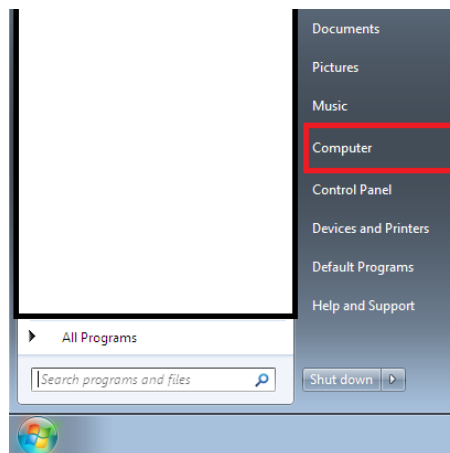 Documents
Pictures
Music
Computer
Control Panel
Devices and Printers
Default Programs
Help and Support
All Programs
Search programs and files
Shut down